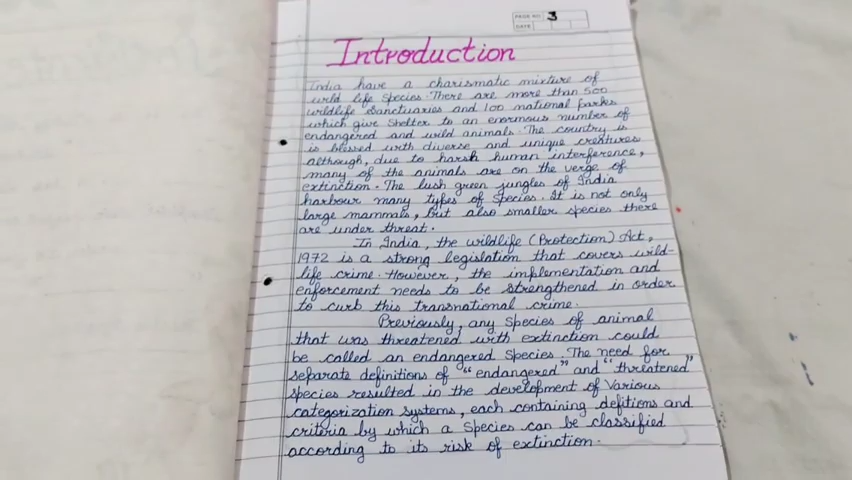 PAGE NO. 3
DATE
Introduction
India have a charismatic mixture of
wild life species. There are more than 500
wildlife Sanctuaries and 100 national parks
which give shelter to an enormous number of
endangered and wild animals. The country is
is blessed with diverse and unique creatures
although, due to harsh human interference,
many of the animals are on the verge of
extinction. The lush green jungles of India
harbour many types of Species. It is not only
large mammals, but also smaller species there
are under threat.
In India, the wildlife (Protection) Act,
1972 is a strong legislation that covers wild-
life crime. However, the implementation and
enforcement needs to be strengthened in order
to curb this transnational crime.
Previously, any Species of animal
that was threatened with extinction could
be called an endangered Species. The need for
separate definitions of "endangered" and "threatened"
species resulted in the development of Various
categorization systems, each containing defitions and
criteria by which a Species can be classified
according to its risk of extinction.